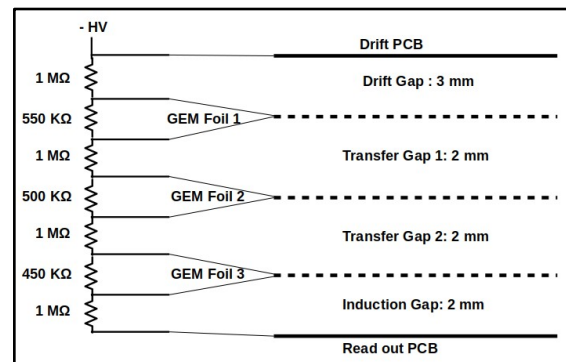 - HV
Drift PCB
1 MΩ
Drift Gap : 3 mm
550 KΩ
GEM Foil 1
1 MΩ
Transfer Gap 1: 2 mm
500 KΩ
GEM Foil 2
1 MΩ
Transfer Gap 2: 2 mm
450 KΩ
GEM Foil 3
1 MΩ
Induction Gap: 2 mm
Read out PCB